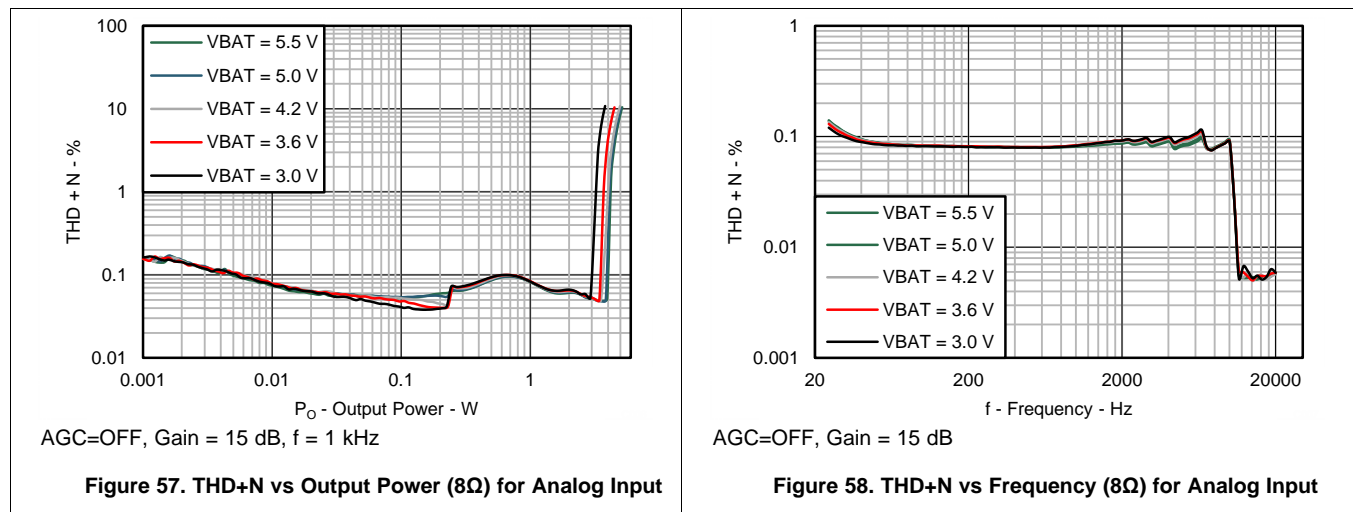 100
10
1
0.1
0.01
THD + N - %
VBAT = 5.5 V
VBAT = 5.0 V
VBAT = 4.2 V
VBAT = 3.6 V
VBAT = 3.0 V
0.001
0.01
0.1
1
PO - Output Power - W
AGC=OFF, Gain = 15 dB, f = 1 kHz
Figure 57. THD+N vs Output Power (8Ω) for Analog Input
1
0.1
0.01
0.001
THD + N - %
VBAT = 5.5 V
VBAT = 5.0 V
VBAT = 4.2 V
VBAT = 3.6 V
VBAT = 3.0 V
20
200
2000
20000
f - Frequency - Hz
AGC=OFF, Gain = 15 dB
Figure 58. THD+N vs Frequency (8Ω) for Analog Input